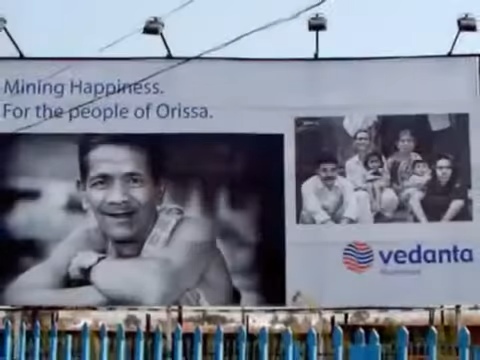 Mining Happiness.
For the people of Orissa.
vedanta